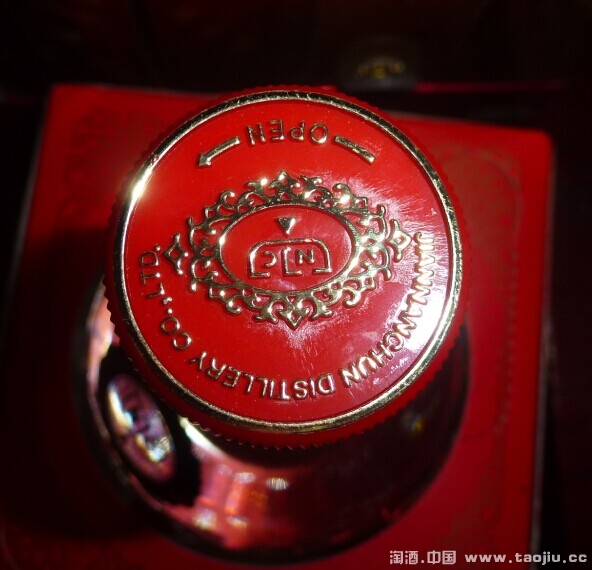 OPEN
JIANNANCHUN DISTILLERY CO.,LTD.
淘酒.中国 www.taojiu.cc